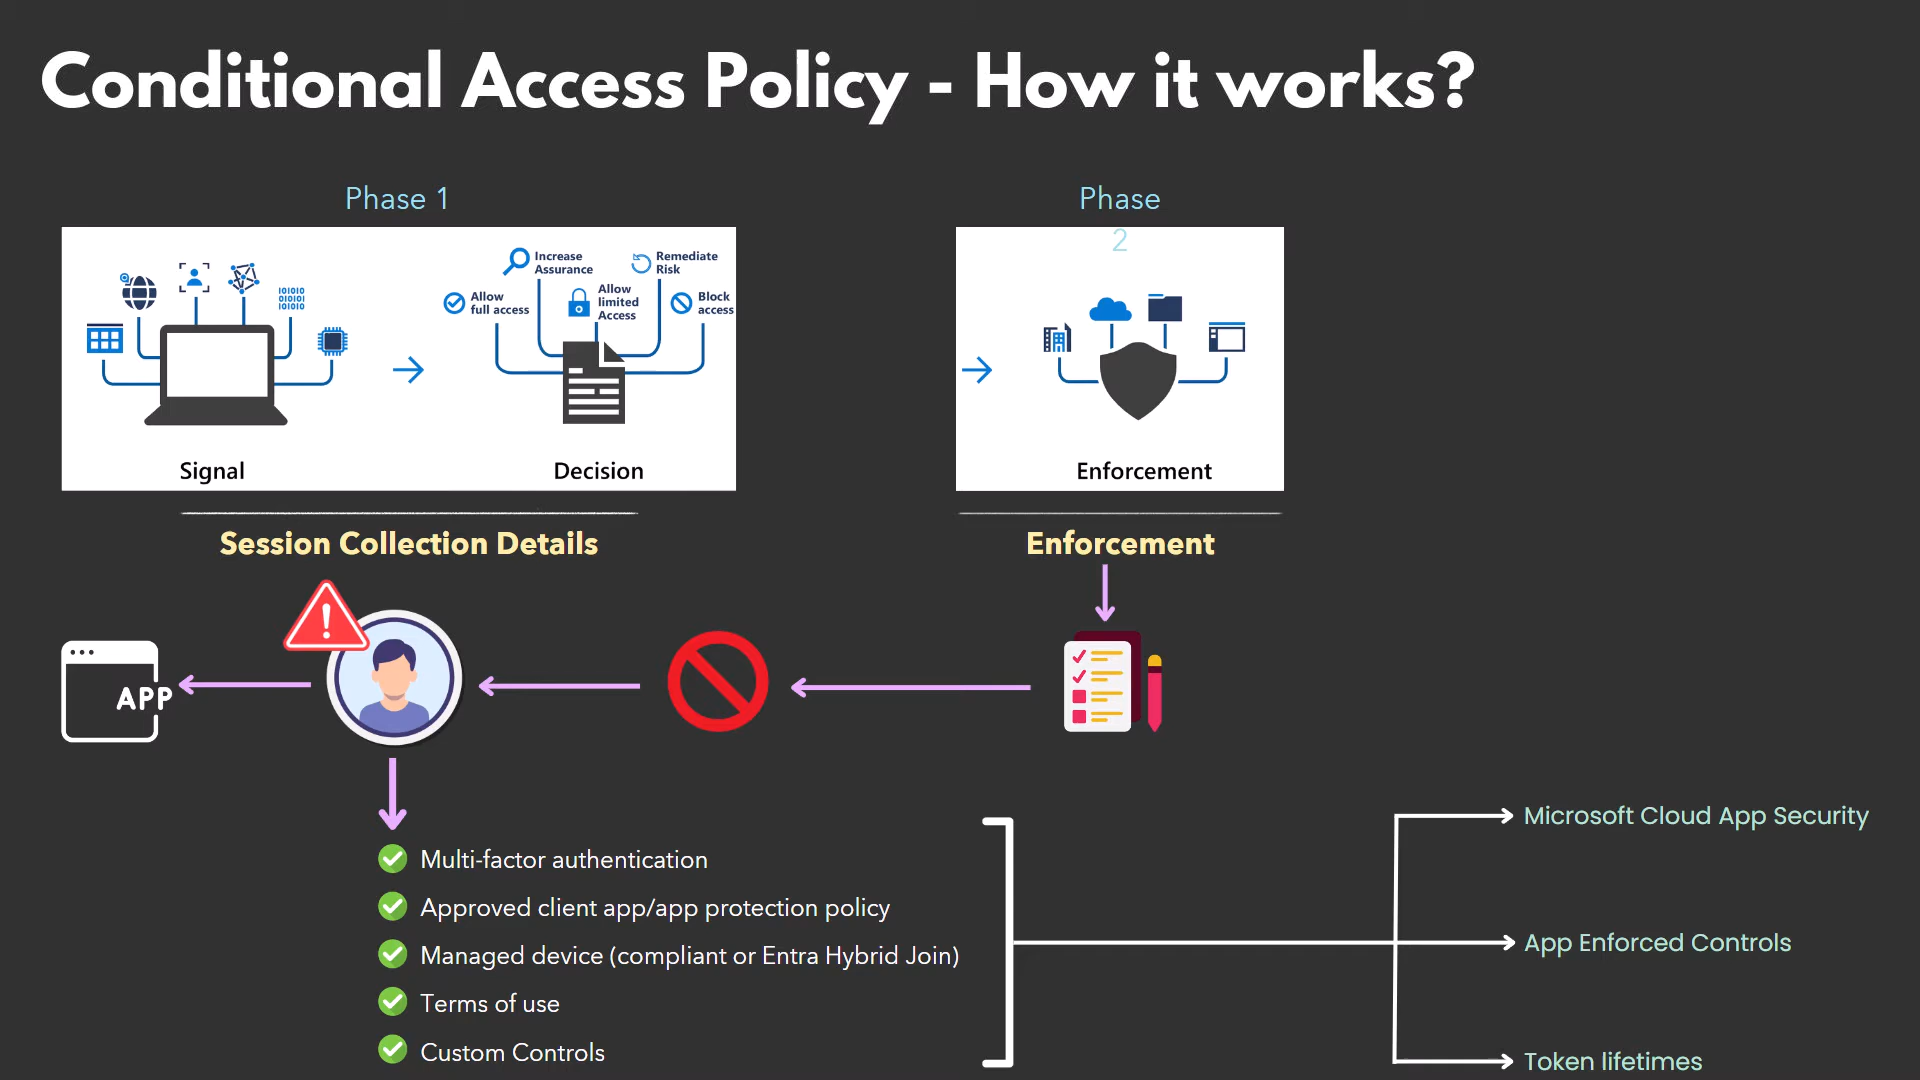 Conditional Access Policy - How it works?
Phase 1
Phase
2
Increase
Assurance
Remediate
Risk
Allow
full access
Allow
limited
Access
Block
access
010101
010101
101010
Signal
Decision
Enforcement
Session Collection Details
Enforcement
APP
Multi-factor authentication
Approved client app/app protection policy
Managed device (compliant or Entra Hybrid Join)
Terms of use
Custom Controls
Microsoft Cloud App Security
App Enforced Controls
Token lifetimes